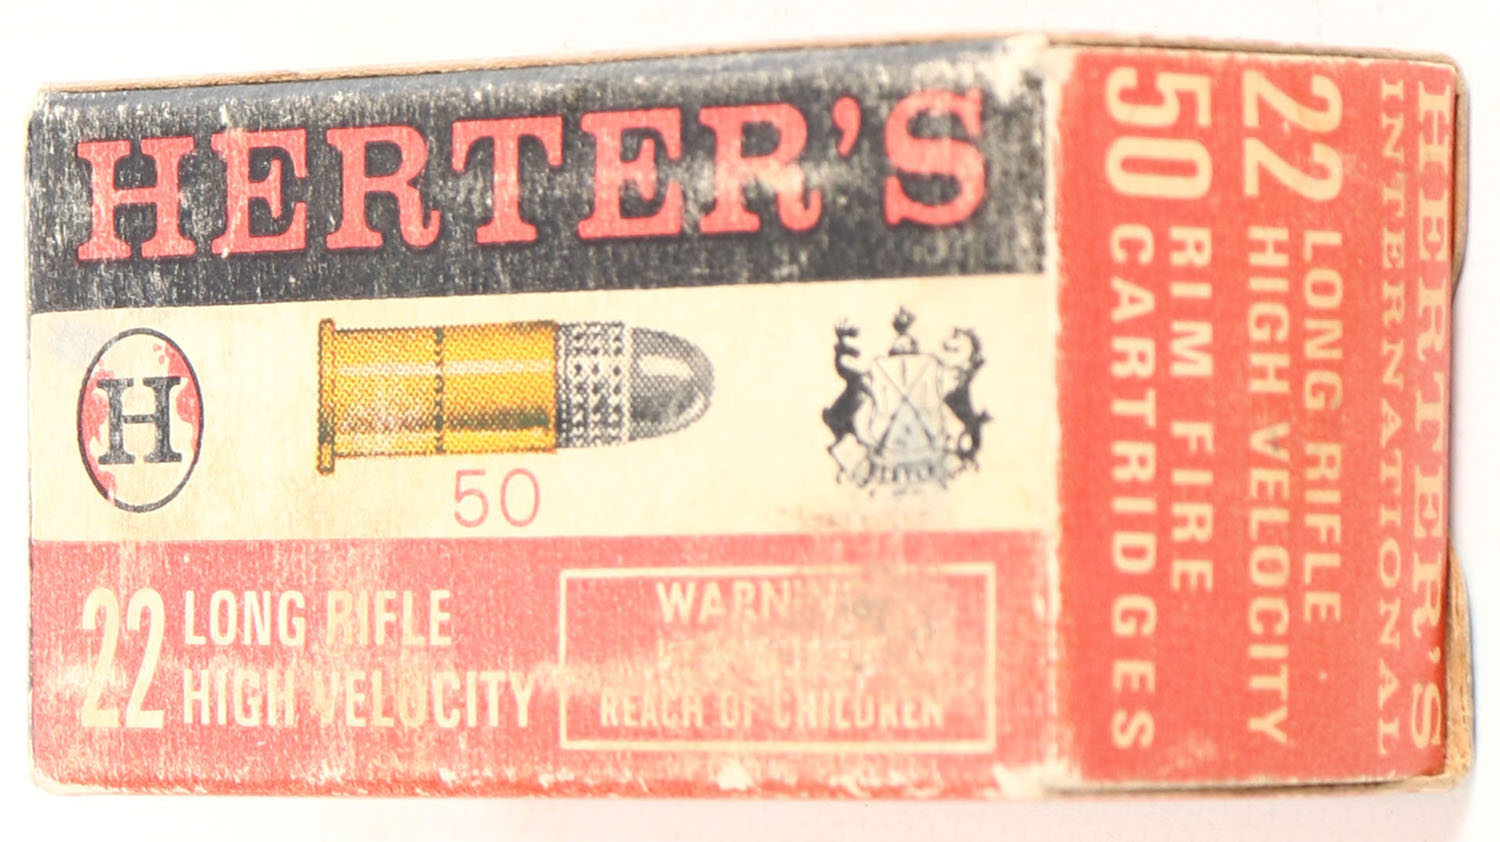 HERTER'S
H
50
22 LONG RIFLE
HIGH VELOCITY
WARNING
REACH OF CHILDREN
HERTER'S
INTERNATIONAL
22 LONG RIFLE
HIGH VELOCITY
50 RIM FIRE
CARTRIDGES